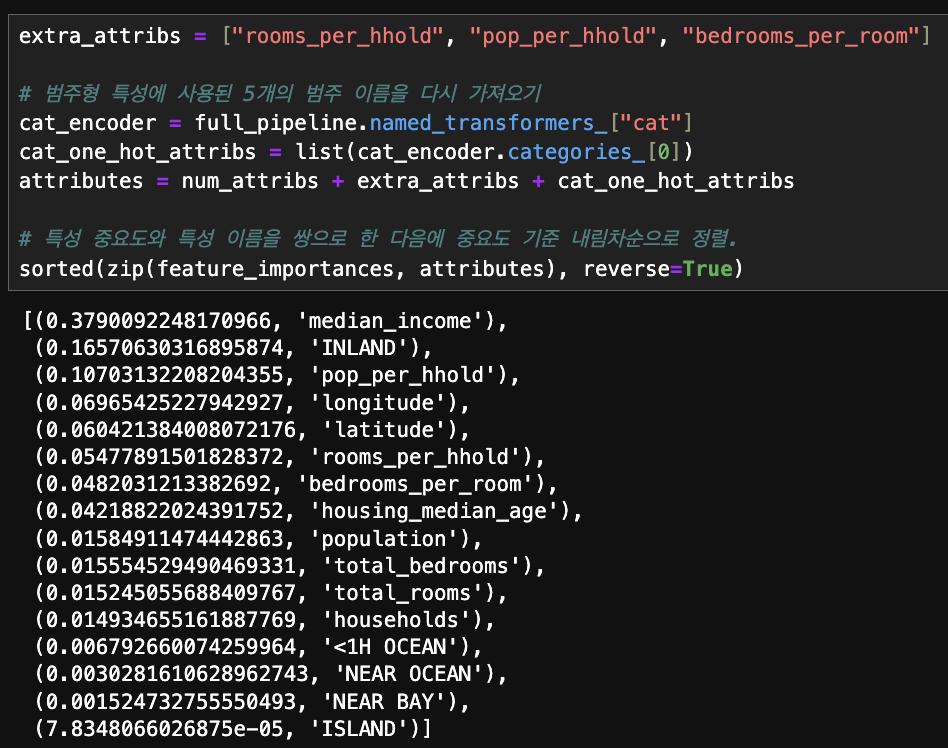 extra_attribs = ["rooms_per_hhold", "pop_per_hhold", "bedrooms_per_room"]
# 범주형 특성에 사용된 5개의 범주 이름을 다시 가져오기
cat_encoder = full_pipeline.named_transformers_["cat"]
cat_one_hot_attribs = list(cat_encoder.categories_[0])
attributes = num_attribs + extra_attribs + cat_one_hot_attribs
# 특성 중요도와 특성 이름을 쌍으로 한 다음에 중요도 기준 내림차순으로 정렬.
sorted(zip(feature_importances, attributes), reverse=True)
[(0.3790092248170966, 'median_income'),
(0.16570630316895874, 'INLAND'),
(0.10703132208204355, 'pop_per_hhold'),
(0.06965425227942927, 'longitude'),
(0.060421384008072176, 'latitude'),
(0.05477891501828372, 'rooms_per_hhold'),
(0.0482031213382692, 'bedrooms_per_room'),
(0.04218822024391752, 'housing_median_age'),
(0.01584911474442863, 'population'),
(0.015554529490469331, 'total_bedrooms'),
(0.015245055688409767, 'total_rooms'),
(0.014934655161887769, 'households'),
(0.006792660074259964, '<1H OCEAN'),
(0.0030281610628962743, 'NEAR OCEAN'),
(0.001524732755550493, 'NEAR BAY'),
(7.8348066026875e-05, 'ISLAND')]